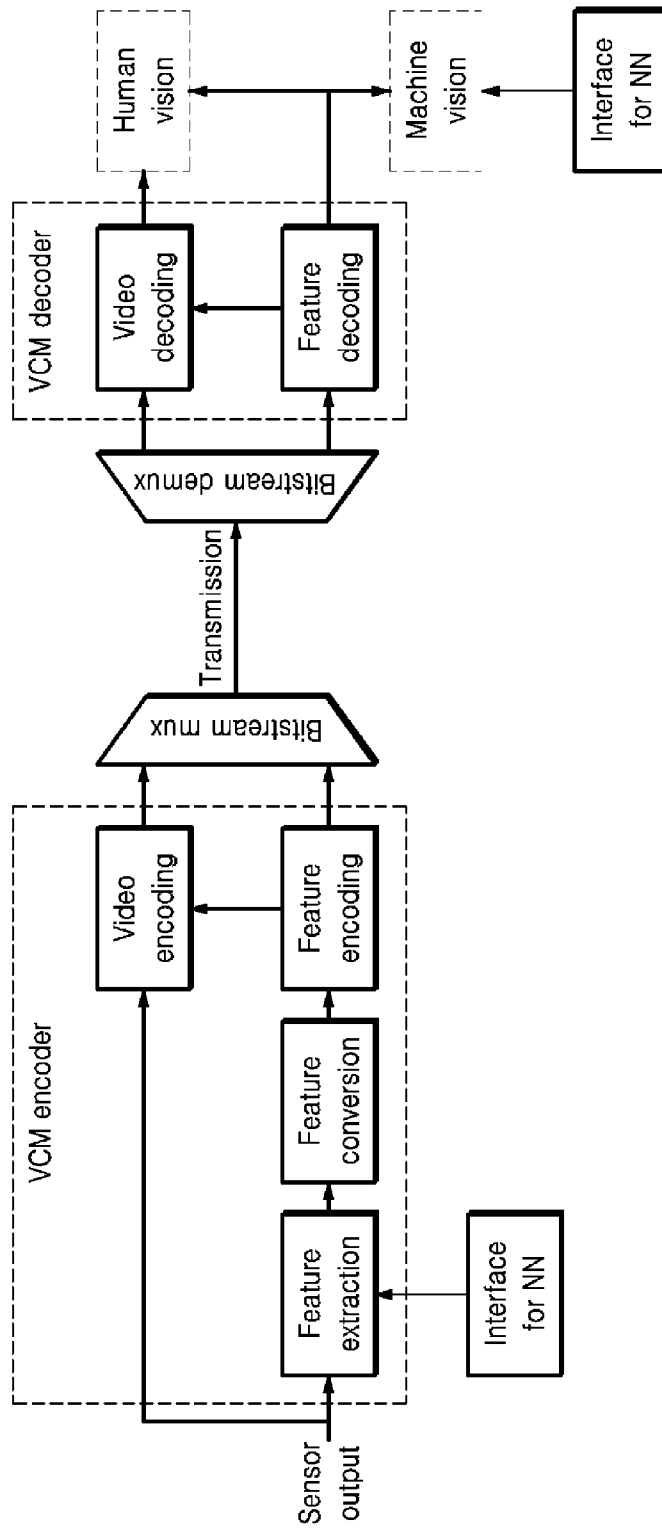 Sensor
output
VCM encoder
Feature
extraction
Interface
for NN
Feature
conversion
Video
encoding
Feature
encoding
Bitstream mux
Transmission
Bitstream demux
VCM decoder
Video
decoding
Feature
decoding
Human
vision
Machine
vision
Interface
for NN